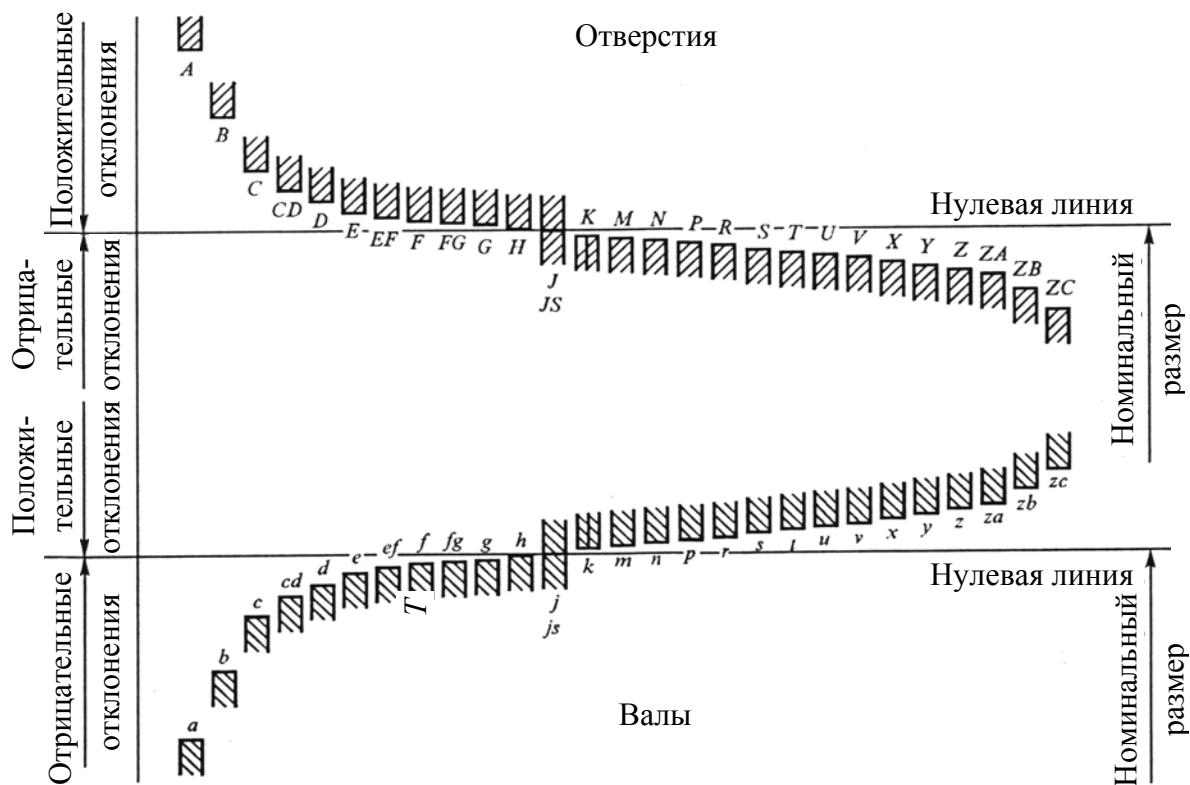 Отверстия
Положительные
отклонения
A
B
C
CD
D
E
EF
F
FG
G
H
J
JS
K
M
N
P
R
S
T
U
V
X
Y
Z
ZA
ZB
ZC
Нулевая линия
Отрица-
тельные
отклонения
Номинальный
размер
Положи-
тельные
отклонения
a
b
c
cd
d
e
ef
f
fg
g
h
j
js
k
m
n
p
r
s
t
u
v
x
y
z
za
zb
zc
T
Нулевая линия
Отрицательные
отклонения
Валы
Номинальный
размер